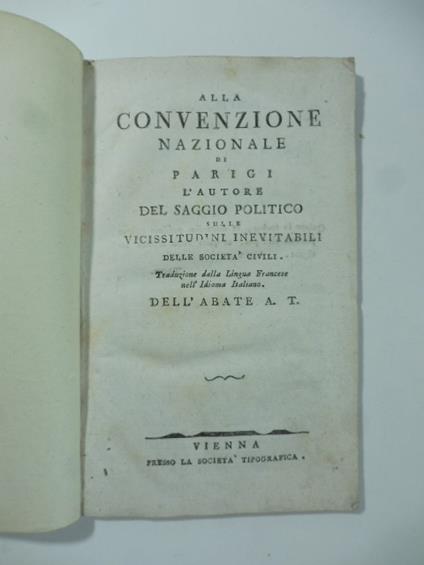 ALLA
CONVENZIONE
NAZIONALE
DI
PARIGI
L'AUTORE
DEL SAGGIO POLITICO
SULLE
VICISSITUDINI INEVITABILI
DELLE SOCIETA' CIVILI.
Traduzione dalla Lingua Francese
nell' Idioma Italiano.
DELL'ABATE A. T.
VIENNA
PRESSO LA SOCIETA' TIPOGRAFICA.